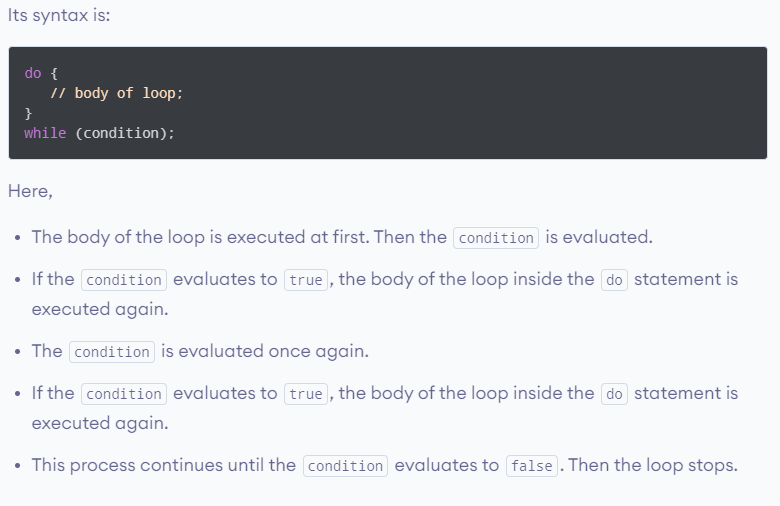 Its syntax is:
do {
   // body of loop;
}
while (condition);
Here,
• The body of the loop is executed at first. Then the condition is evaluated.
• If the condition evaluates to true, the body of the loop inside the do statement is
executed again.
• The condition is evaluated once again.
• If the condition evaluates to true, the body of the loop inside the do statement is
executed again.
• This process continues until the condition evaluates to false. Then the loop stops.